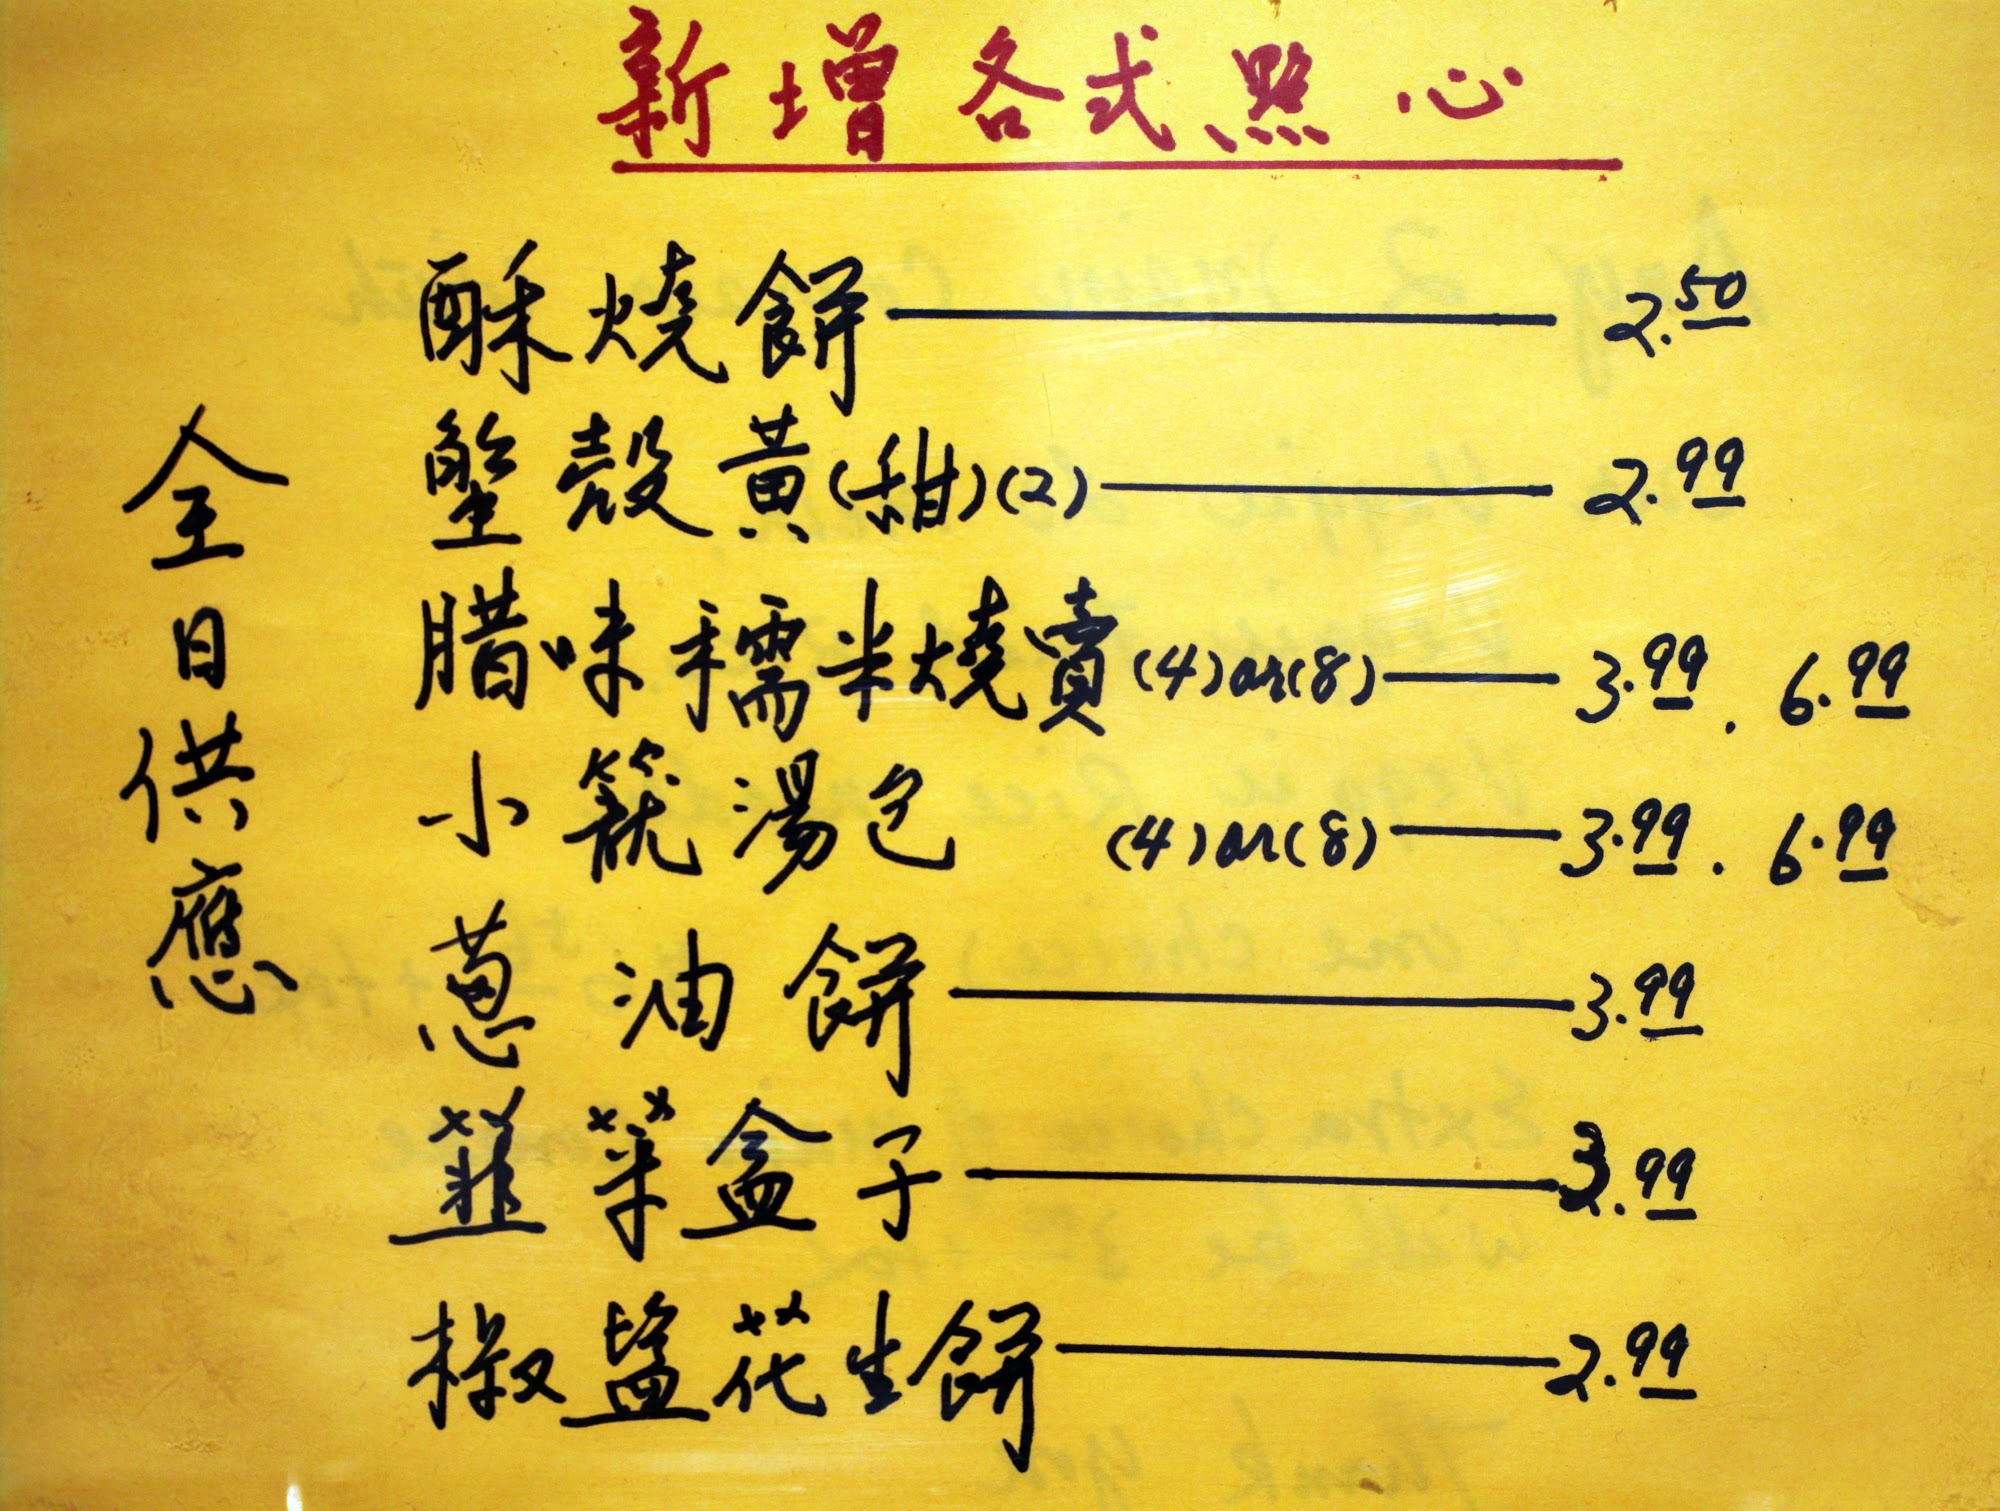 新增各式點心
全日供應
酥燒餅 2.50
蟹殼黃(甜)(2) 2.99
腊味糯米燒賣(4)or(8) 3.99 . 6.99
小籠湯包 (4)or(8) 3.99 . 6.99
蔥油餅 3.99
韮菜盒子 3.99
椒鹽花生餅 2.99